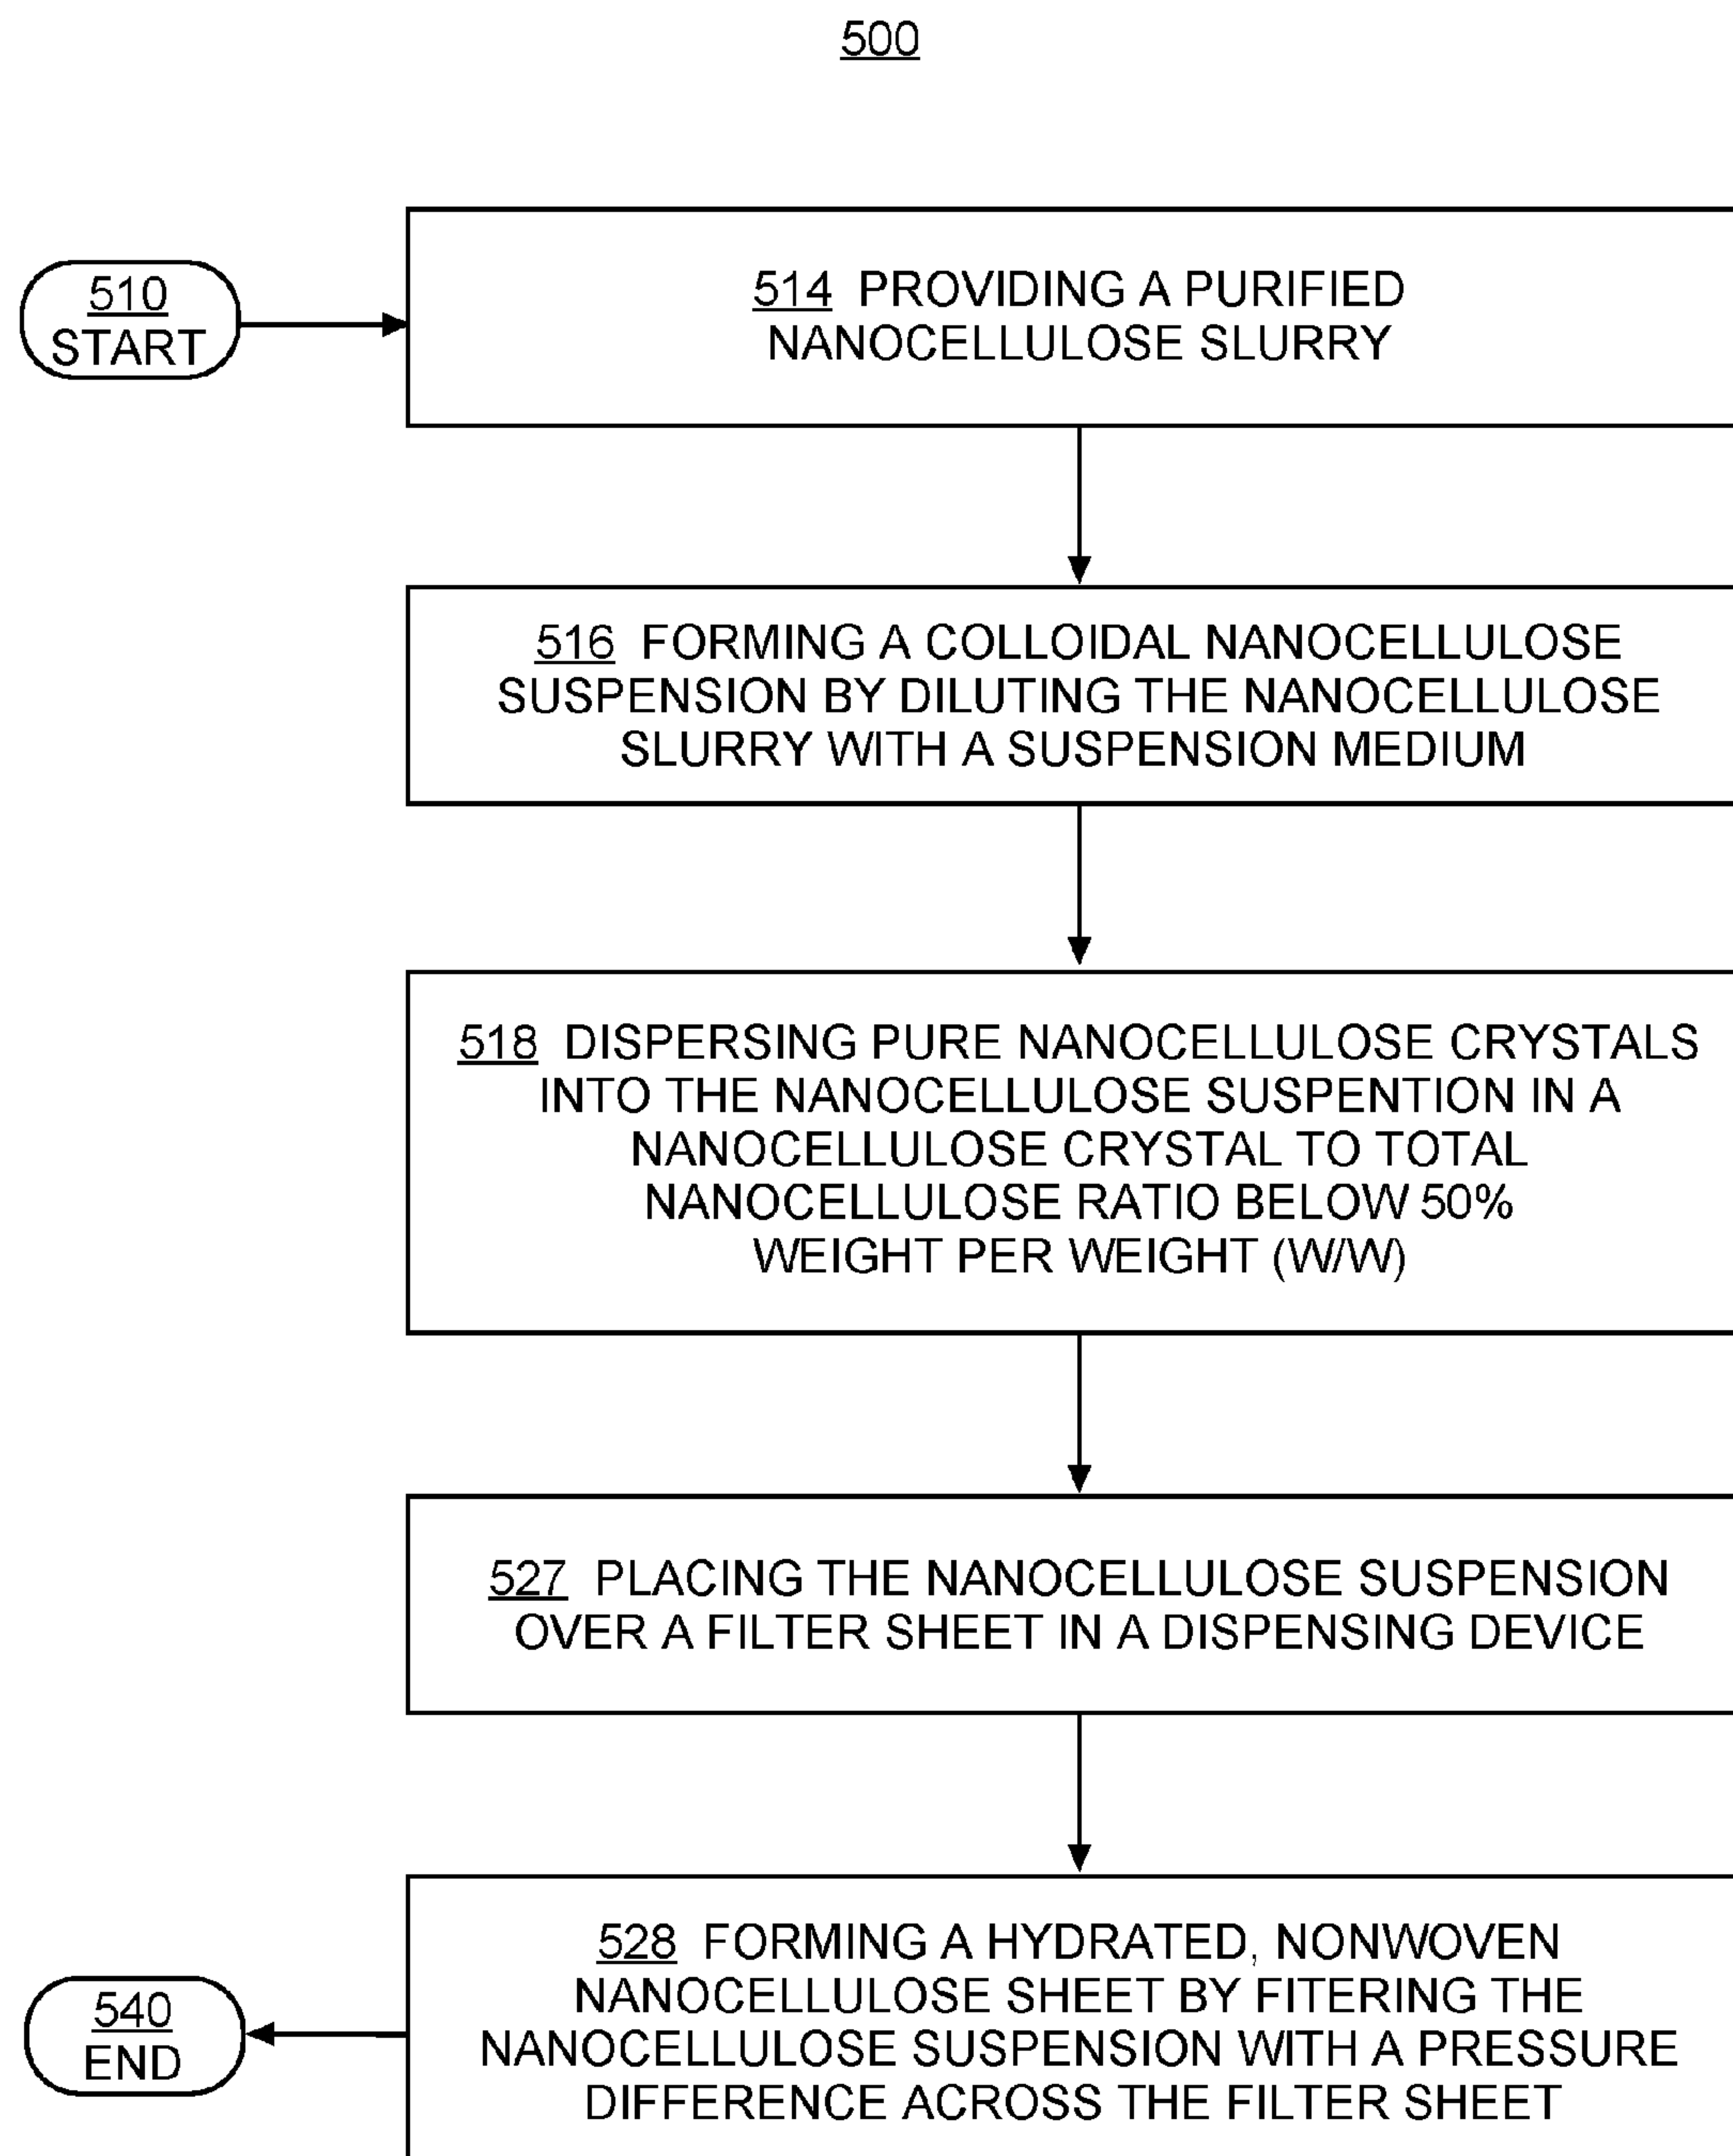 500
510
START
514 PROVIDING A PURIFIED
NANOCELLULOSE SLURRY
516 FORMING A COLLOIDAL NANOCELLULOSE
SUSPENSION BY DILUTING THE NANOCELLULOSE
SLURRY WITH A SUSPENSION MEDIUM
518 DISPERSING PURE NANOCELLULOSE CRYSTALS
INTO THE NANOCELLULOSE SUSPENTION IN A
NANOCELLULOSE CRYSTAL TO TOTAL
NANOCELLULOSE RATIO BELOW 50%
WEIGHT PER WEIGHT (W/W)
527 PLACING THE NANOCELLULOSE SUSPENSION
OVER A FILTER SHEET IN A DISPENSING DEVICE
528 FORMING A HYDRATED, NONWOVEN
NANOCELLULOSE SHEET BY FITERING THE
NANOCELLULOSE SUSPENSION WITH A PRESSURE
DIFFERENCE ACROSS THE FILTER SHEET
540
END